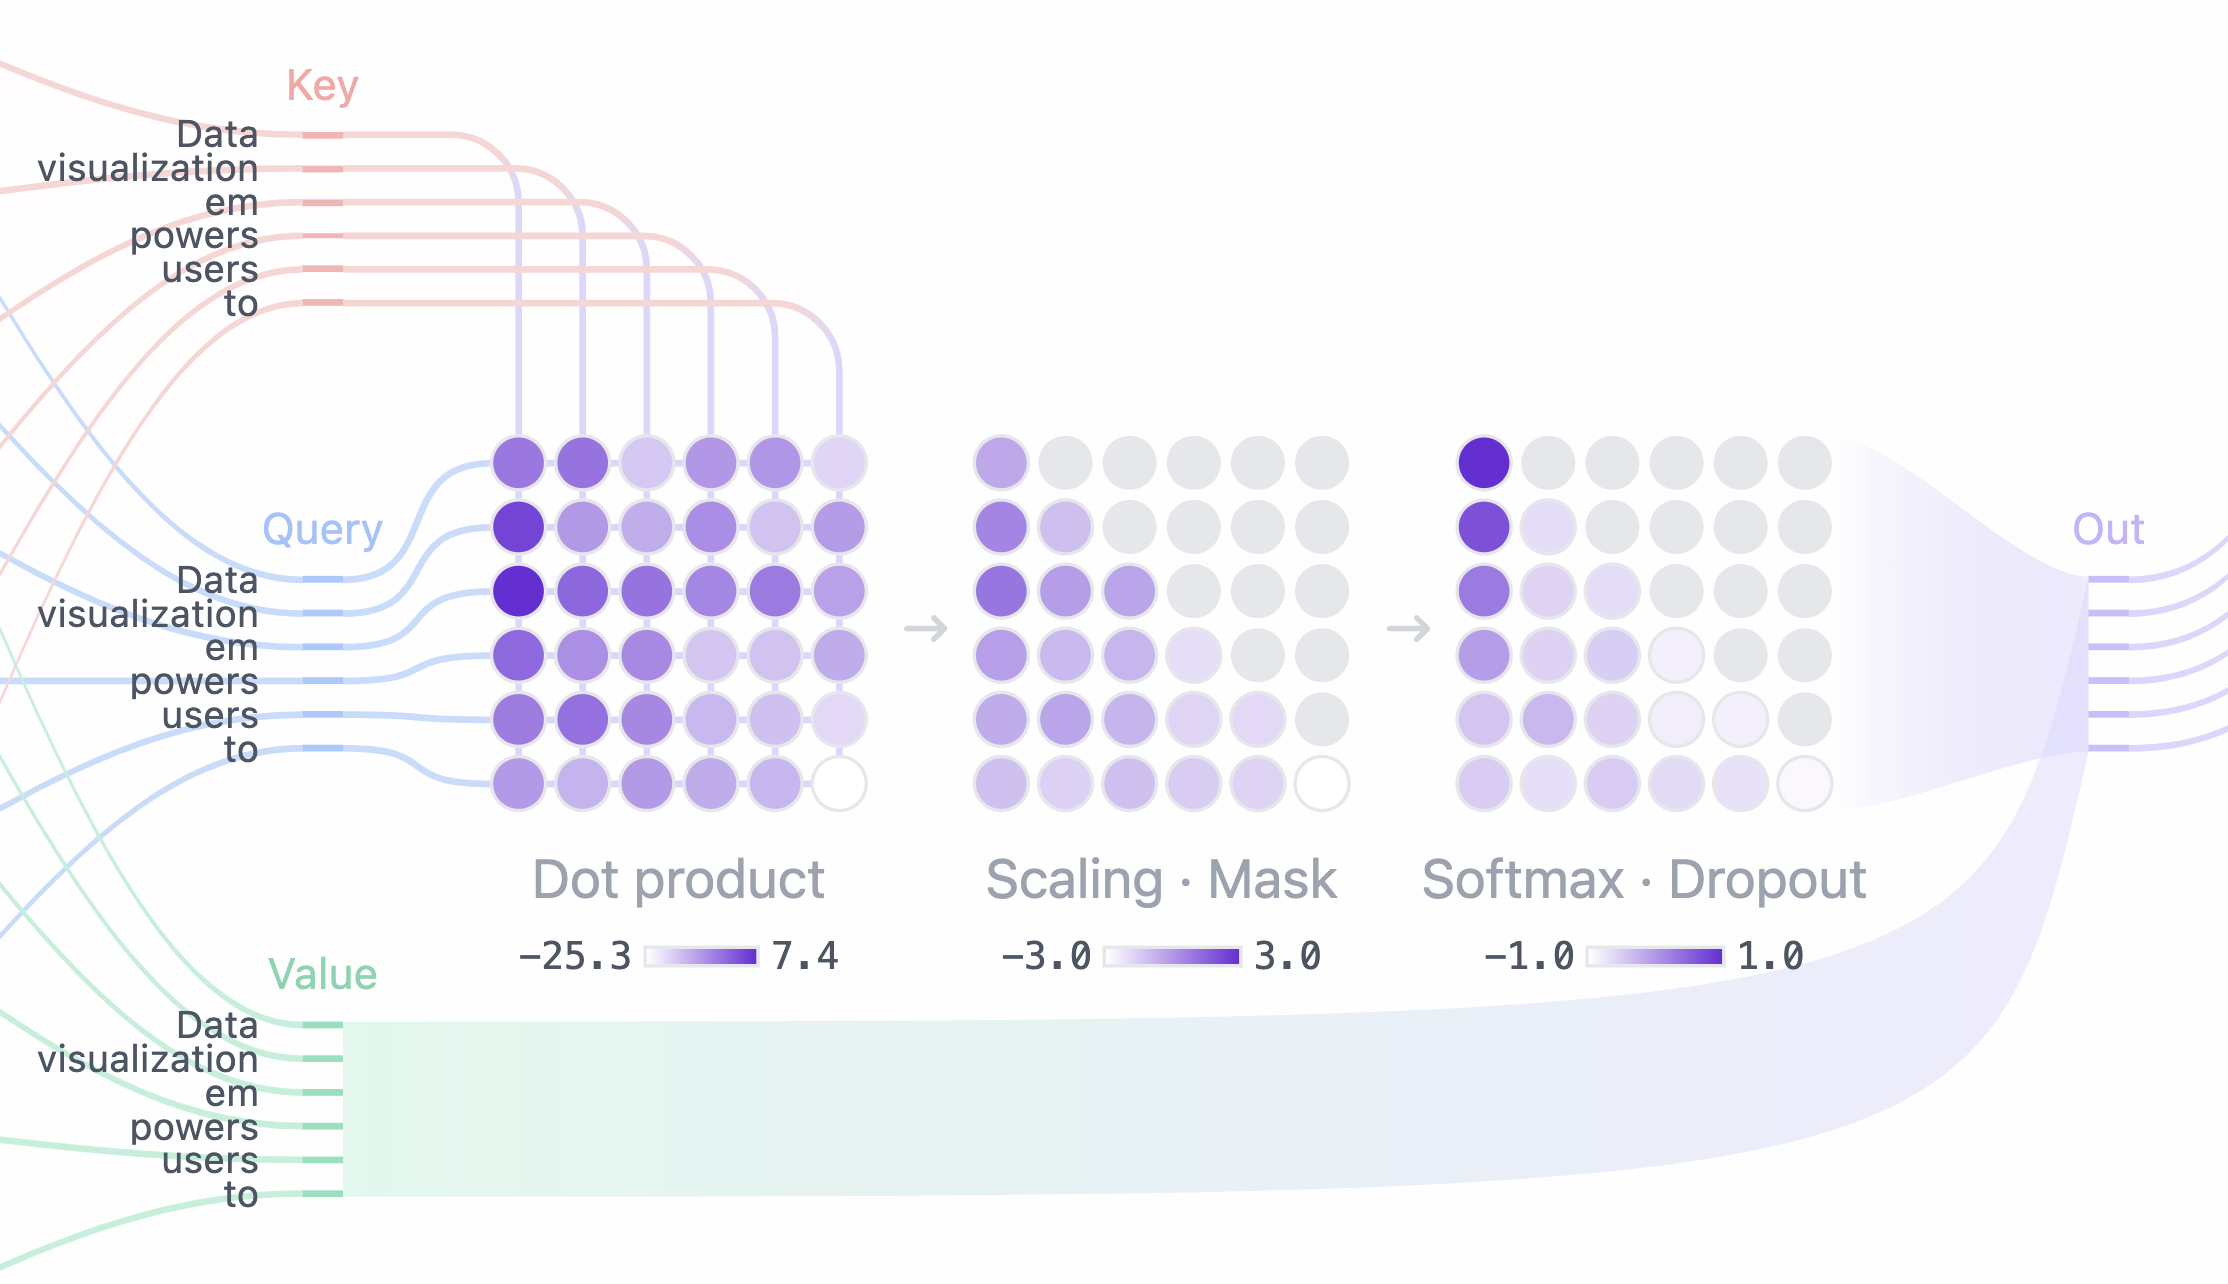 Key
Data
visualization
em
powers
users
to
Query
Data
visualization
em
powers
users
to
Out
Dot product
Scaling · Mask
Softmax · Dropout
−25.3 7.4
−3.0 3.0
−1.0 1.0
Value
Data
visualization
em
powers
users
to